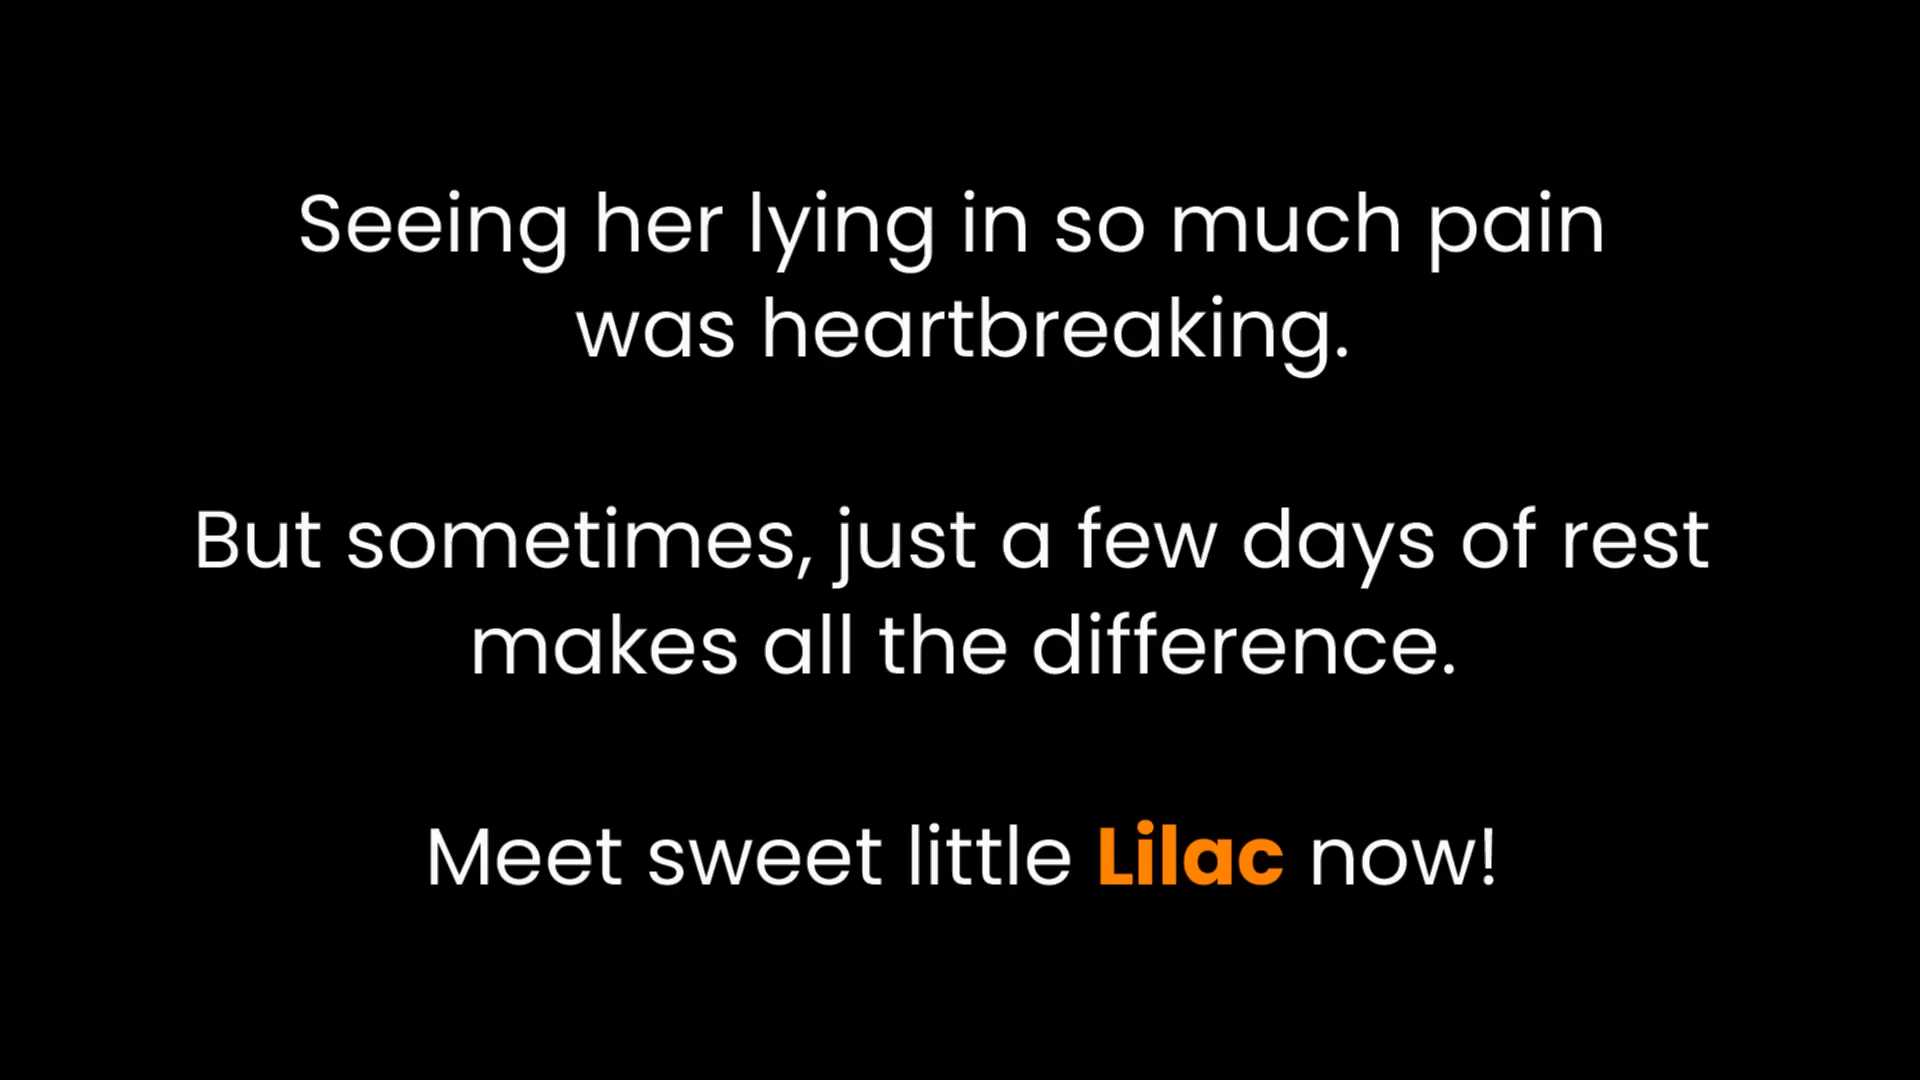 Seeing her lying in so much pain
was heartbreaking.
But sometimes, just a few days of rest
makes all the difference.
Meet sweet little Lilac now!